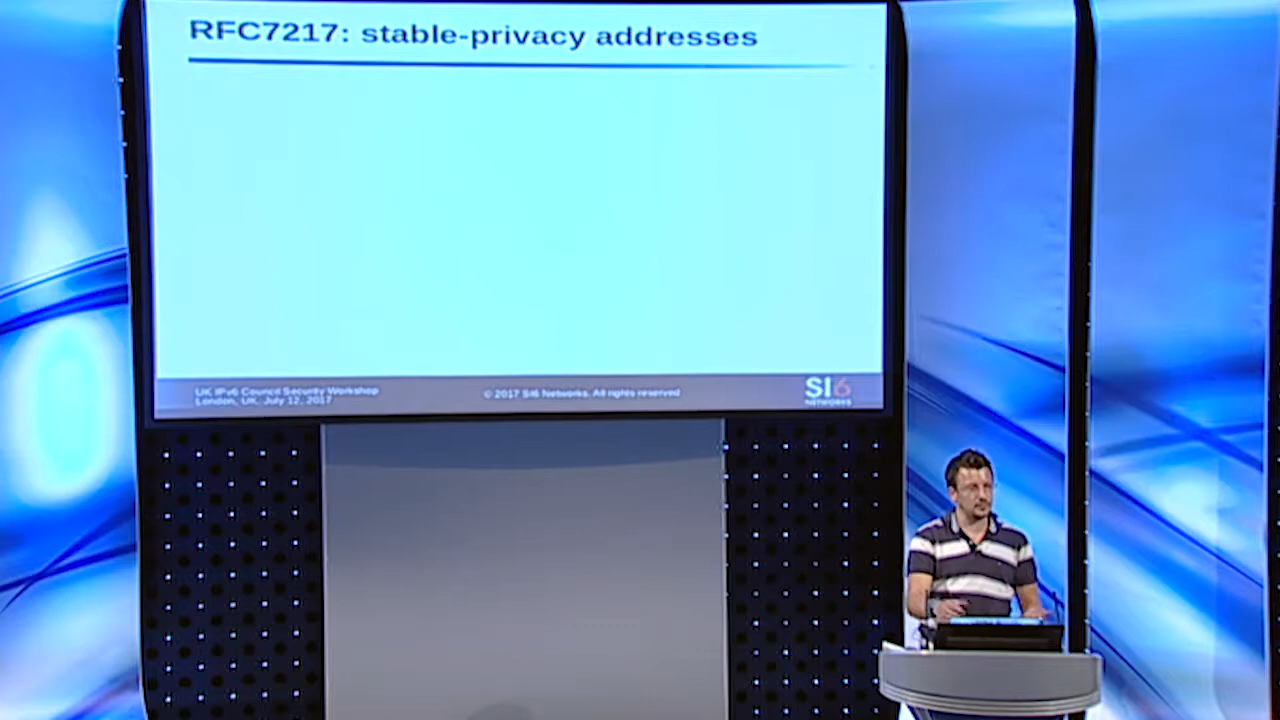 RFC7217: stable-privacy addresses
UK IPv6 Council Security Workshop
London, UK. July 12, 2017
© 2017 SI6 Networks. All rights reserved
SI6
NETWORKS